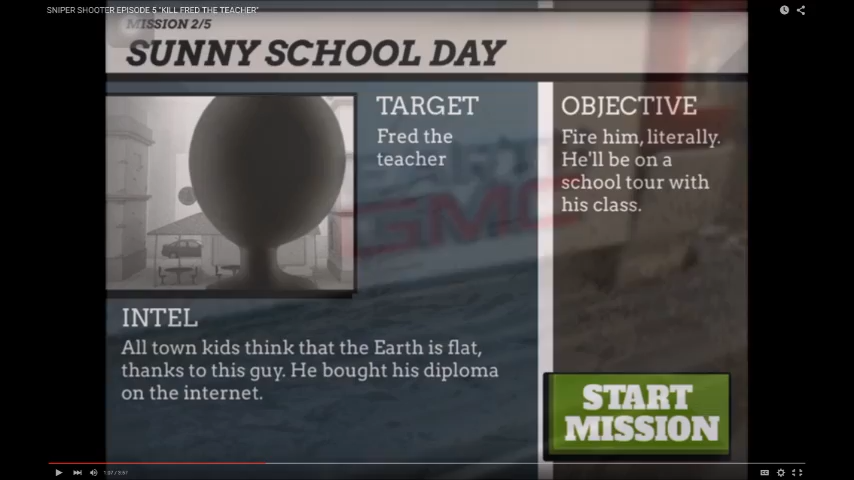 SNIPER SHOOTER EPISODE 5 "KILL FRED THE TEACHER"
MISSION 2/5
SUNNY SCHOOL DAY
TARGET
Fred the
teacher
OBJECTIVE
Fire him, literally.
He'll be on a
school tour with
his class.
GMC
INTEL
All town kids think that the Earth is flat,
thanks to this guy. He bought his diploma
on the internet.
START
MISSION